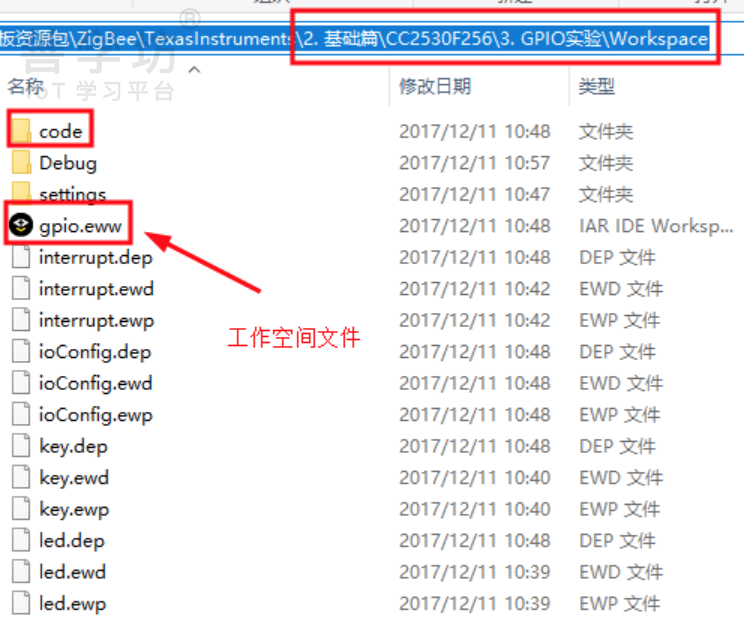 板资源包\ZigBee\TexasInstruments\2. 基础篇\CC2530F256\3. GPIO实验\Workspace
善学坊
®
IoT 学习平台
名称 修改日期 类型
code 2017/12/11 10:48 文件夹
Debug 2017/12/11 10:57 文件夹
settings 2017/12/11 10:47 文件夹
gpio.eww 2017/12/11 10:48 IAR IDE Worksp...
interrupt.dep 2017/12/11 10:48 DEP 文件
interrupt.ewd 2017/12/11 10:42 EWD 文件
interrupt.ewp 2017/12/11 10:42 EWP 文件
工作空间文件
ioConfig.dep 2017/12/11 10:48 DEP 文件
ioConfig.ewd 2017/12/11 10:48 EWD 文件
ioConfig.ewp 2017/12/11 10:48 EWP 文件
key.dep 2017/12/11 10:48 DEP 文件
key.ewd 2017/12/11 10:40 EWD 文件
key.ewp 2017/12/11 10:40 EWP 文件
led.dep 2017/12/11 10:48 DEP 文件
led.ewd 2017/12/11 10:39 EWD 文件
led.ewp 2017/12/11 10:39 EWP 文件